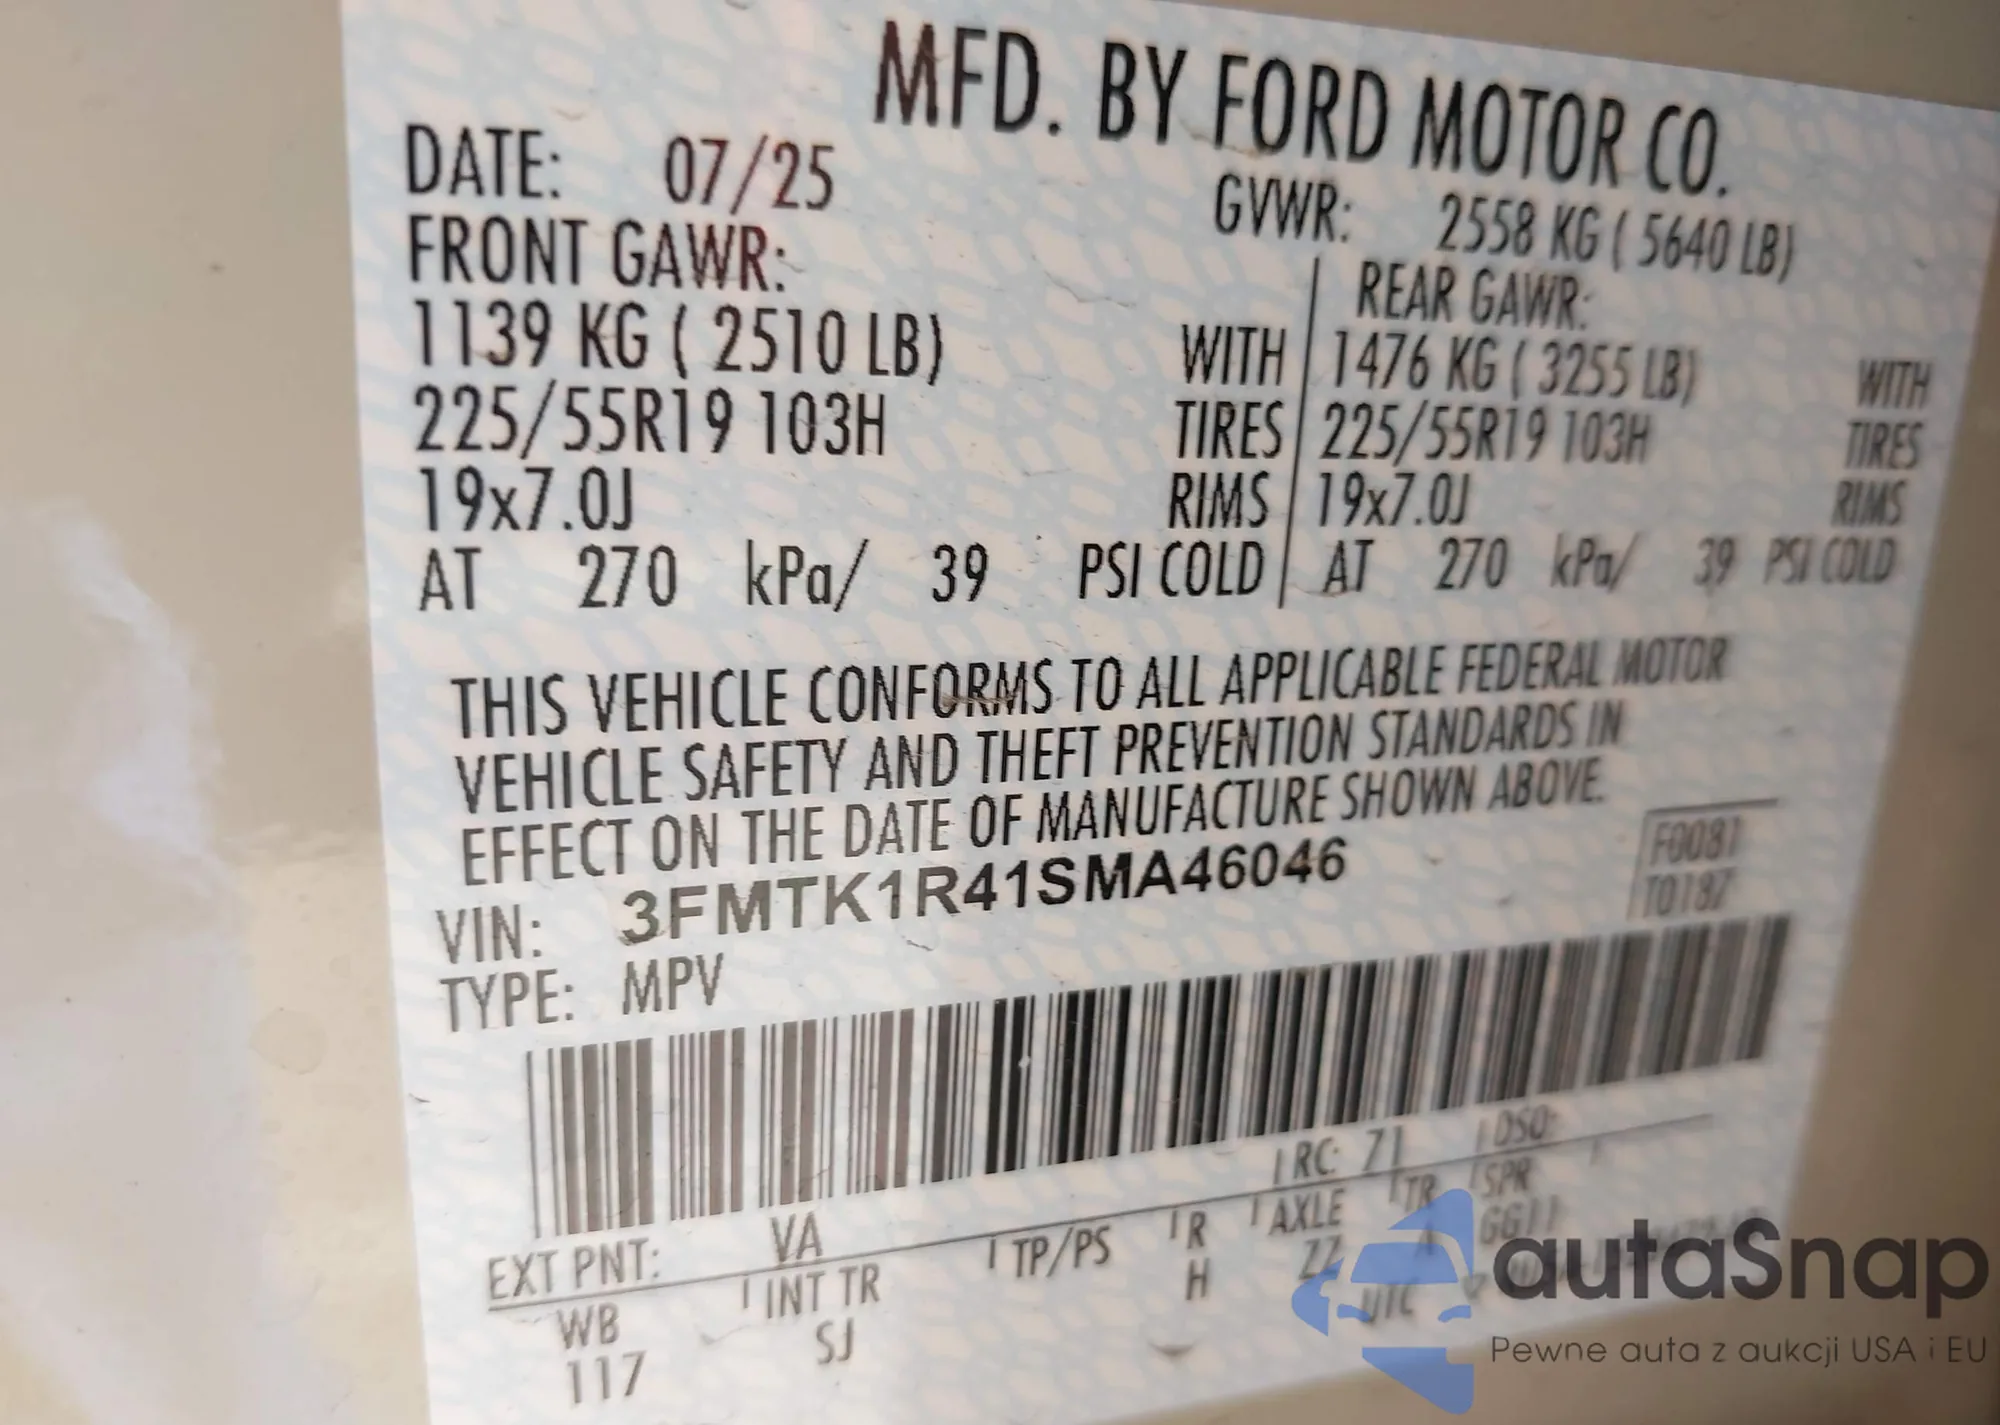 MFD. BY FORD MOTOR CO.
DATE: 07/25
GVWR: 2558 KG ( 5640 LB)
FRONT GAWR:
REAR GAWR:
1139 KG ( 2510 LB) WITH
1476 KG ( 3255 LB) WITH
225/55R19 103H TIRES
225/55R19 103H TIRES
19x7.0J RIMS
19x7.0J RIMS
AT 270 kPa/ 39 PSI COLD
AT 270 kPa/ 39 PSI COLD
THIS VEHICLE CONFORMS TO ALL APPLICABLE FEDERAL MOTOR
VEHICLE SAFETY AND THEFT PREVENTION STANDARDS IN
EFFECT ON THE DATE OF MANUFACTURE SHOWN ABOVE.
F0081
T0187
VIN: 3FMTK1R41SMA46046
TYPE: MPV
EXT PNT: VA RC: 71 DSO:
WB INT TR TP/PS R AXLE TR SPR
117 SJ H ZZ A GG11
UTC
autaSnap
Pewne auta z aukcji USA i EU